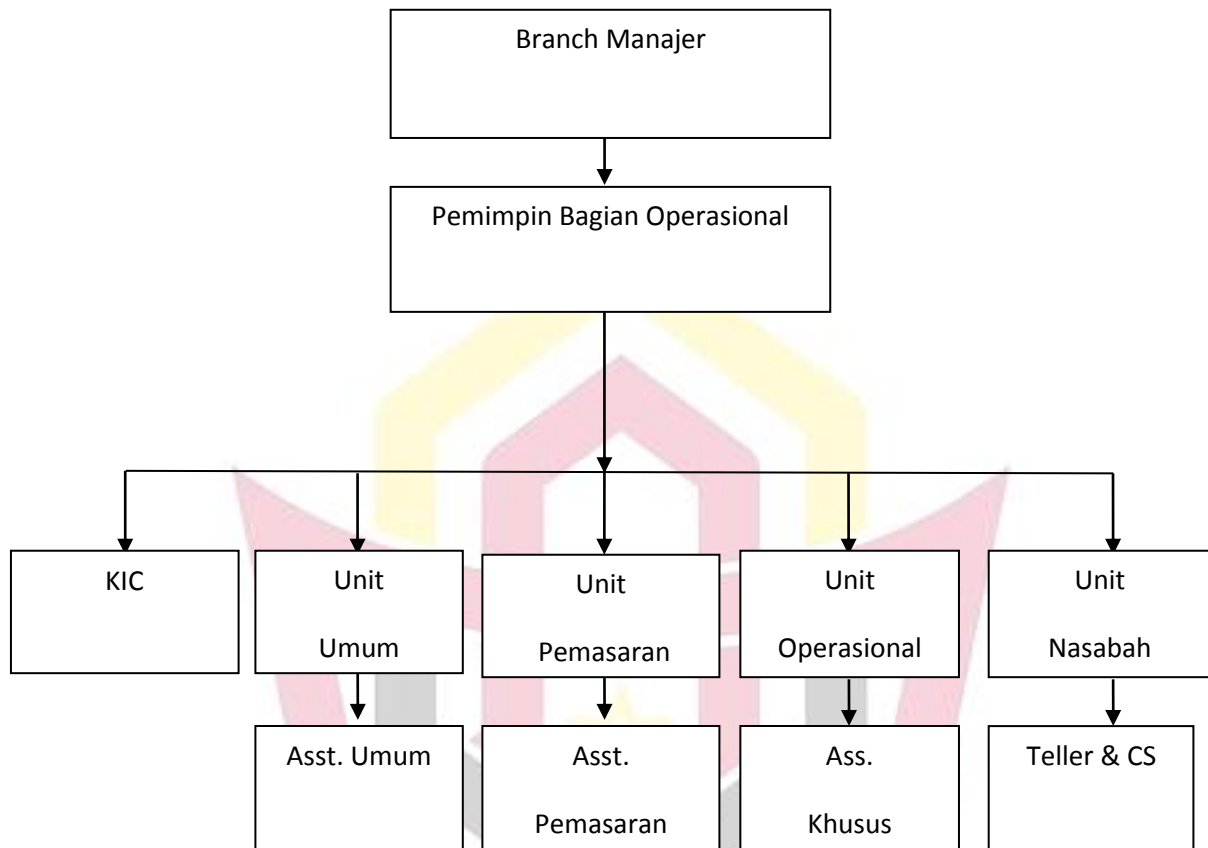 Branch Manajer
Pemimpin Bagian Operasional
KIC
Unit
Umum
Unit
Pemasaran
Unit
Operasional
Unit
Nasabah
Asst. Umum
Asst.
Pemasaran
Ass.
Khusus
Teller & CS